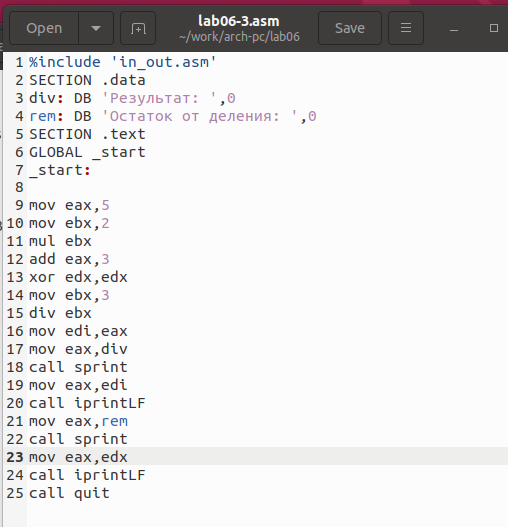 Open
lab06-3.asm
~/work/arch-pc/lab06
Save
1 %include 'in_out.asm'
2 SECTION .data
3 div: DB 'Результат: ',0
4 rem: DB 'Остаток от деления: ',0
5 SECTION .text
6 GLOBAL _start
7 _start:
8
9 mov eax,5
10 mov ebx,2
11 mul ebx
12 add eax,3
13 xor edx,edx
14 mov ebx,3
15 div ebx
16 mov edi,eax
17 mov eax,div
18 call sprint
19 mov eax,edi
20 call iprintLF
21 mov eax,rem
22 call sprint
23 mov eax,edx
24 call iprintLF
25 call quit